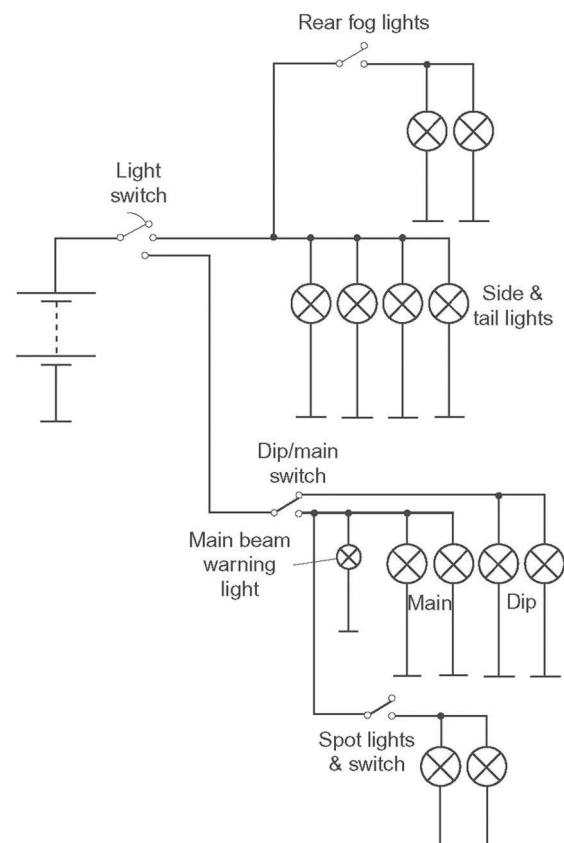 Rear fog lights
Light
switch
Side &
tail lights
Dip/main
switch
Main beam
warning
light
Main
Dip
Spot lights
& switch